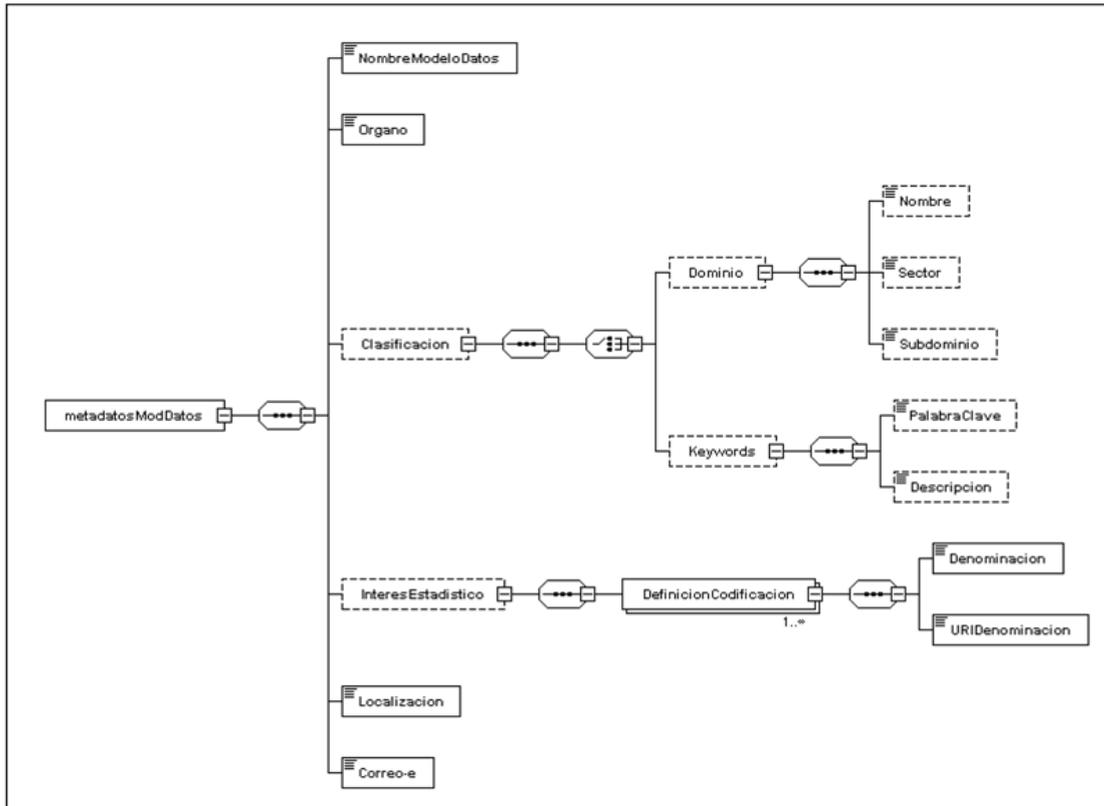 NombreModeloDatos
Organo
Nombre
Dominio
Sector
Clasificacion
Subdominio
metadatosModDatos
PalabraClave
Keywords
Descripcion
Denominacion
InteresEstadistico
DefinicionCodificacion
1..∞
URIDenominacion
Localizacion
Correo-e